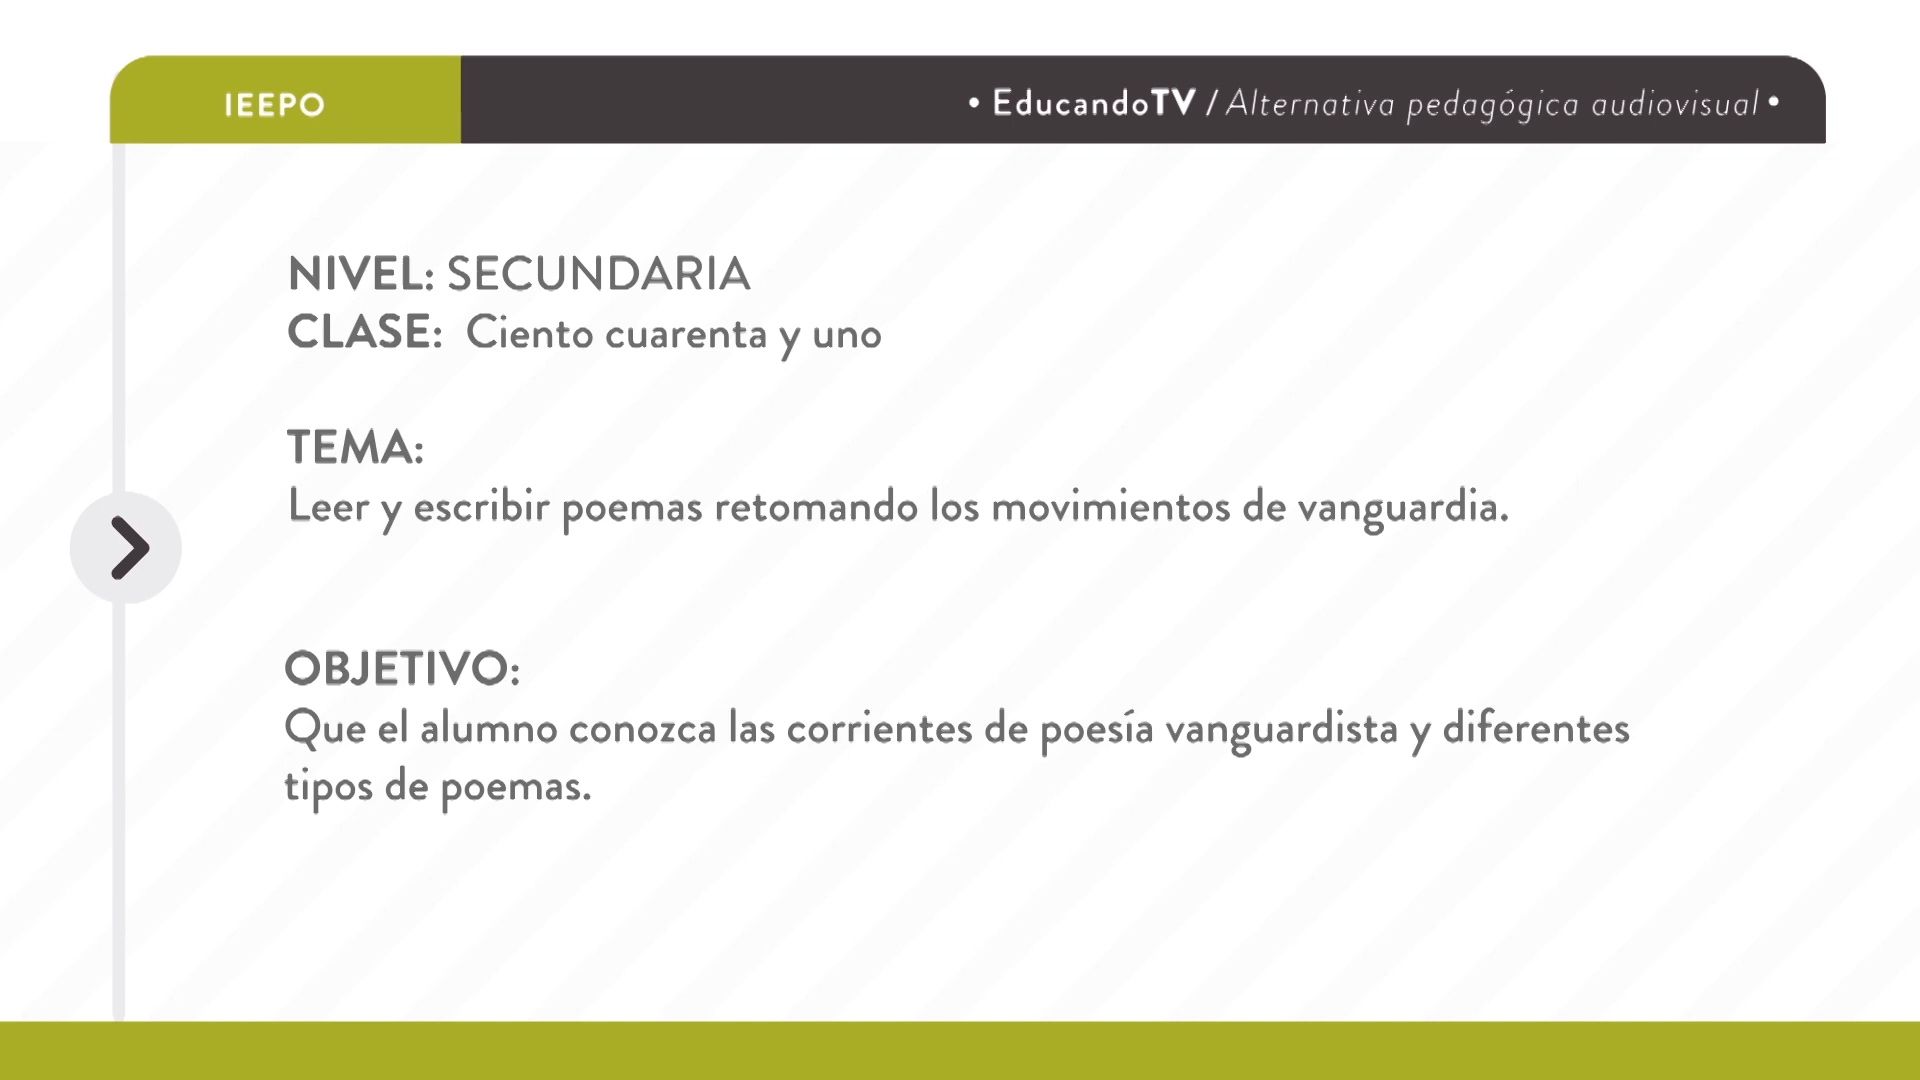 IEEPO
• EducandoTV / Alternativa pedagógica audiovisual •
NIVEL: SECUNDARIA
CLASE: Ciento cuarenta y uno
TEMA:
Leer y escribir poemas retomando los movimientos de vanguardia.
OBJETIVO:
Que el alumno conozca las corrientes de poesía vanguardista y diferentes
tipos de poemas.